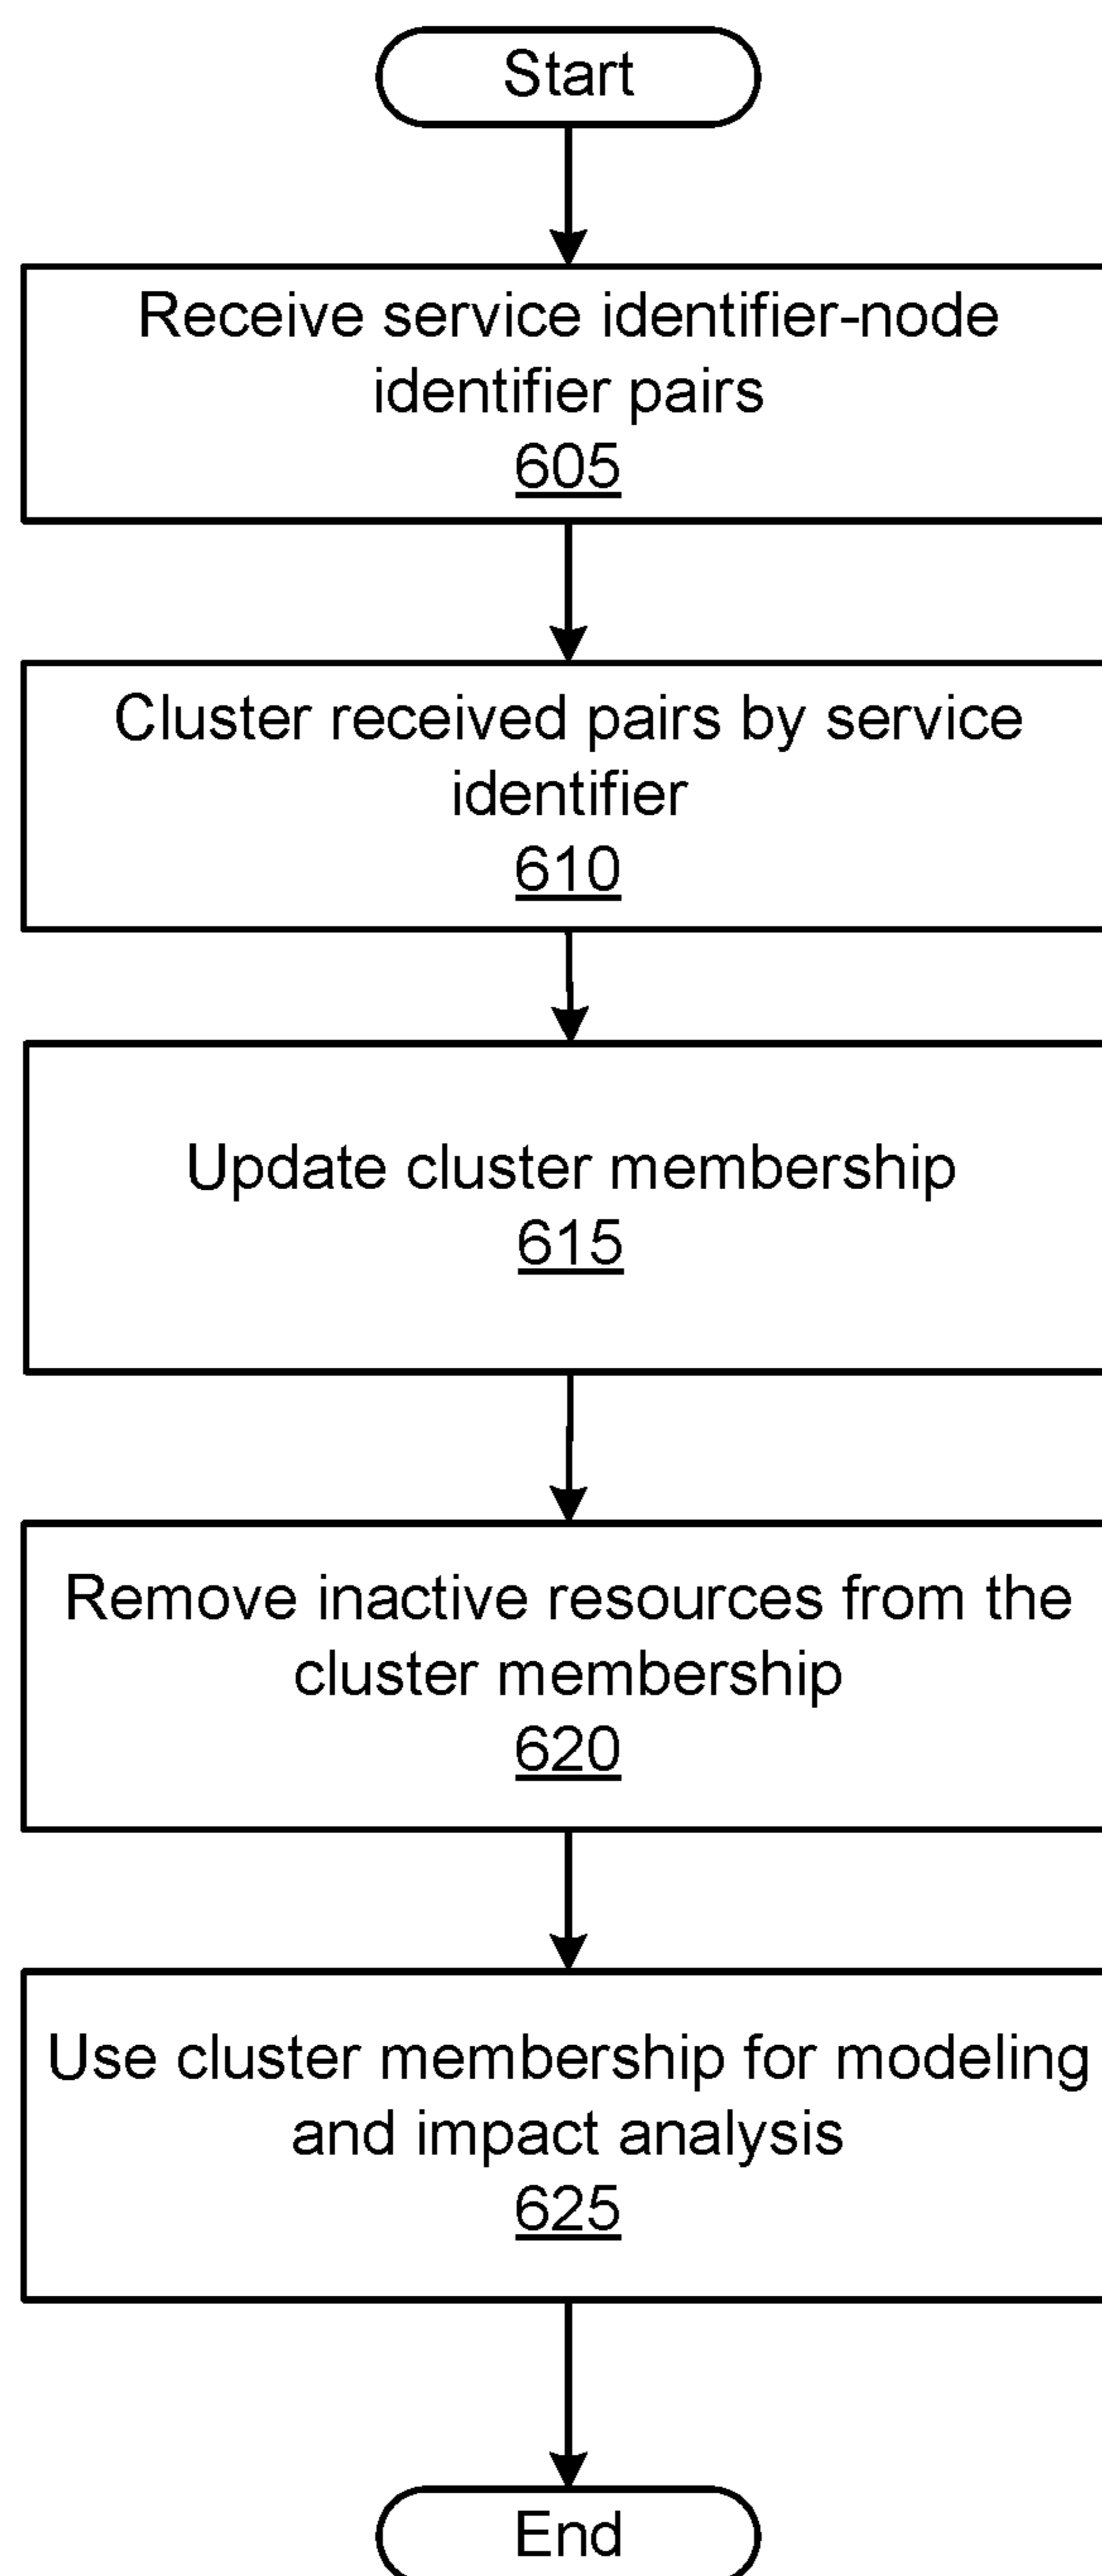 Start
Receive service identifier-node
identifier pairs
605
Cluster received pairs by service
identifier
610
Update cluster membership
615
Remove inactive resources from the
cluster membership
620
Use cluster membership for modeling
and impact analysis
625
End